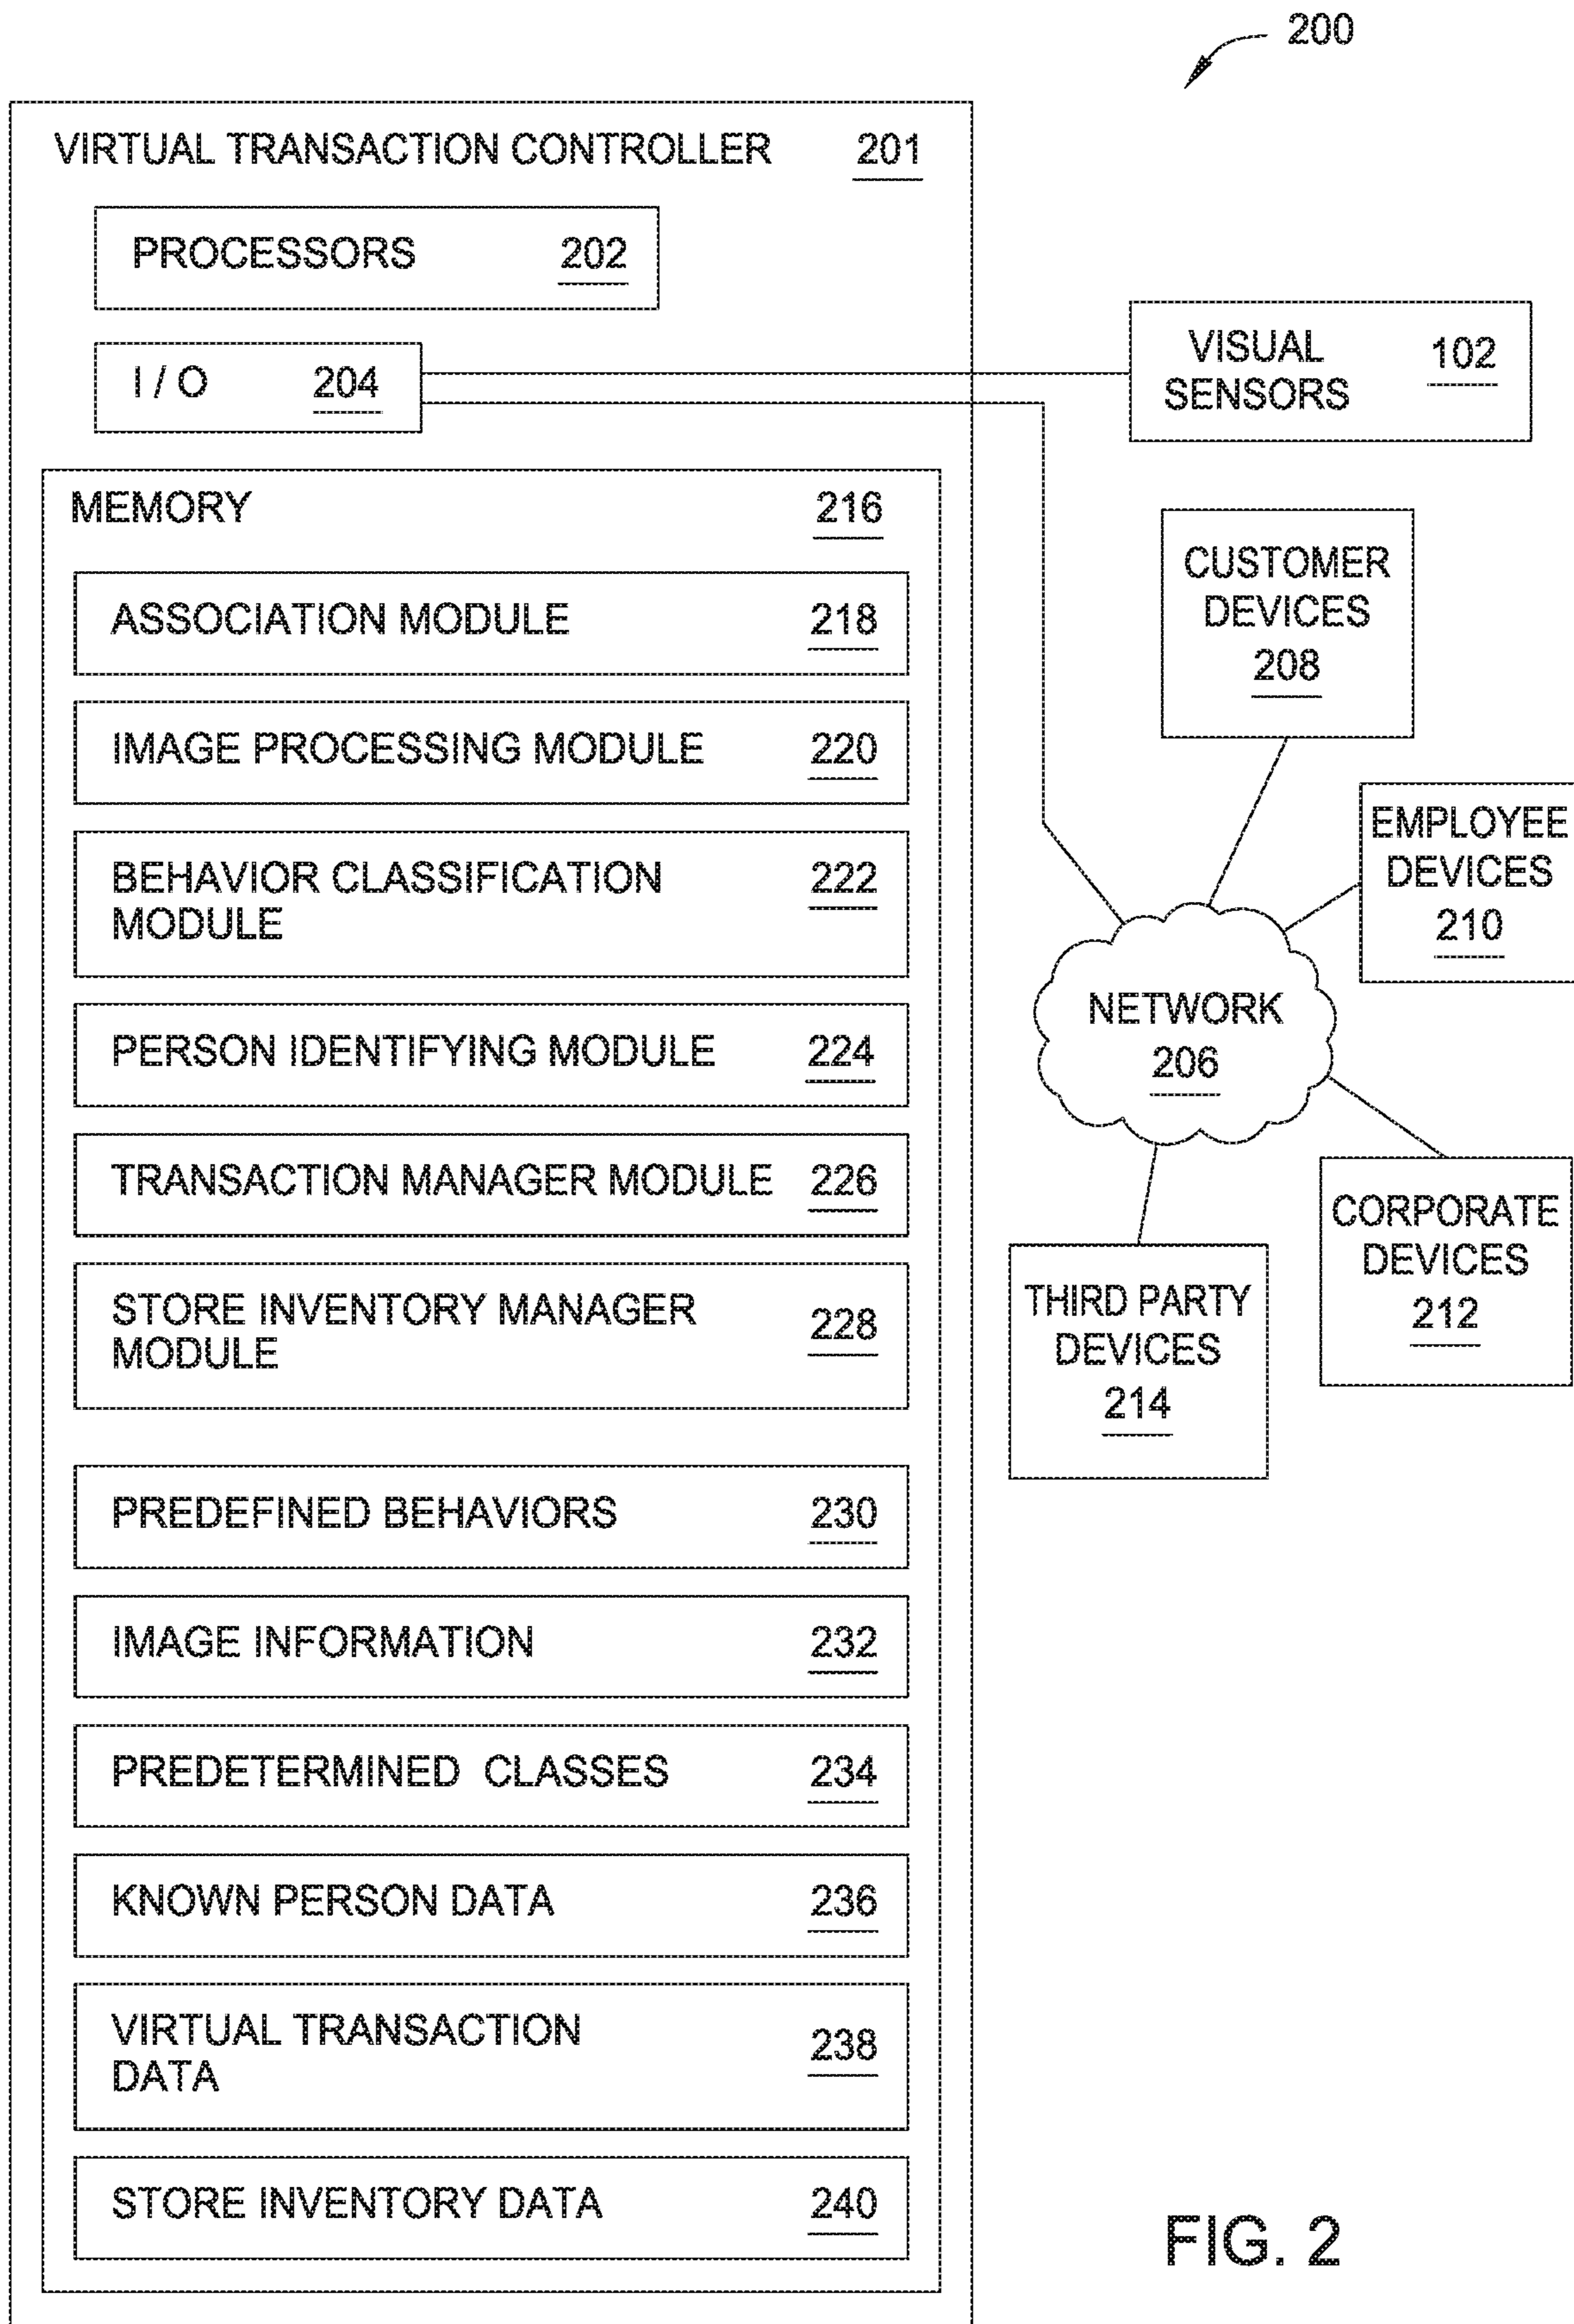 200
VIRTUAL TRANSACTION CONTROLLER 201
PROCESSORS 202
I / O 204
VISUAL
SENSORS 102
MEMORY 216
ASSOCIATION MODULE 218
IMAGE PROCESSING MODULE 220
BEHAVIOR CLASSIFICATION
MODULE 222
PERSON IDENTIFYING MODULE 224
TRANSACTION MANAGER MODULE 226
STORE INVENTORY MANAGER
MODULE 228
PREDEFINED BEHAVIORS 230
IMAGE INFORMATION 232
PREDETERMINED CLASSES 234
KNOWN PERSON DATA 236
VIRTUAL TRANSACTION
DATA 238
STORE INVENTORY DATA 240
CUSTOMER
DEVICES
208
EMPLOYEE
DEVICES
210
NETWORK
206
CORPORATE
DEVICES
212
THIRD PARTY
DEVICES
214
FIG. 2